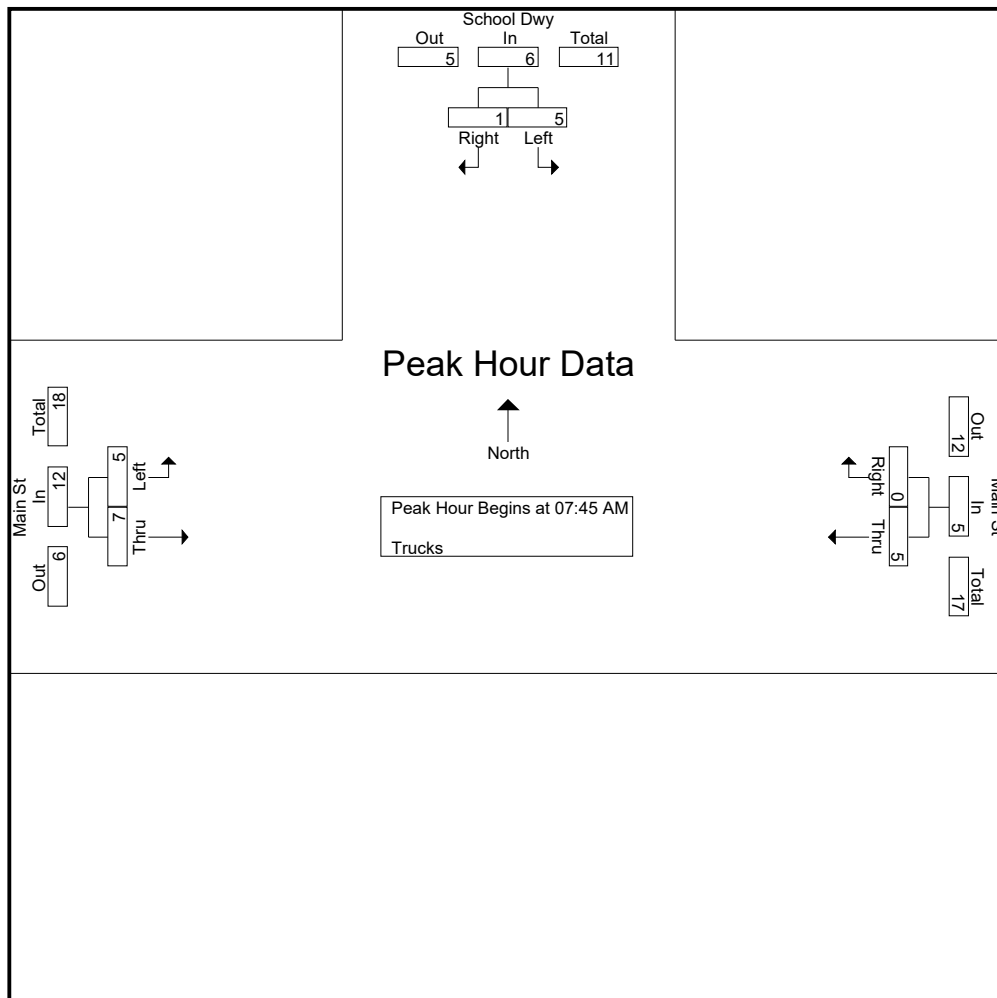 School Dwy
Out In Total
5 6 11
1 5
Right Left
Peak Hour Data
North
Peak Hour Begins at 07:45 AM
Trucks
Main St
Out In Total
6 12 18
5 7
Left Thru
Main St
Out In Total
12 5 17
0 5
Right Thru